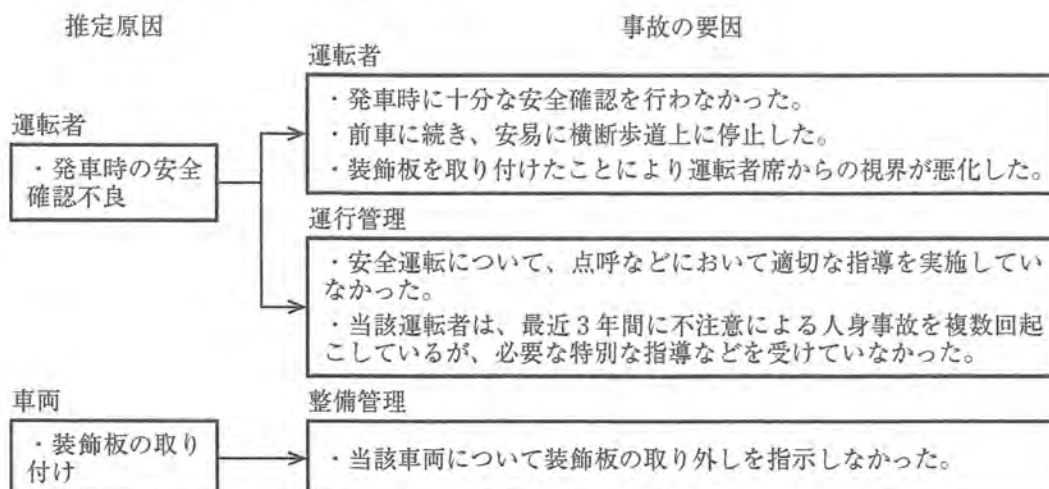 推定原因
事故の要因
運転者
・発車時の安全
確認不良
運転者
・発車時に十分な安全確認を行わなかった。
・前車に続き、安易に横断歩道上に停止した。
・装飾板を取り付けたことにより運転者席からの視界が悪化した。
運行管理
・安全運転について、点呼などにおいて適切な指導を実施してい
なかった。
・当該運転者は、最近3年間に不注意による人身事故を複数回起
こしているが、必要な特別な指導などを受けていなかった。
車両
・装飾板の取り
付け
整備管理
・当該車両について装飾板の取り外しを指示しなかった。